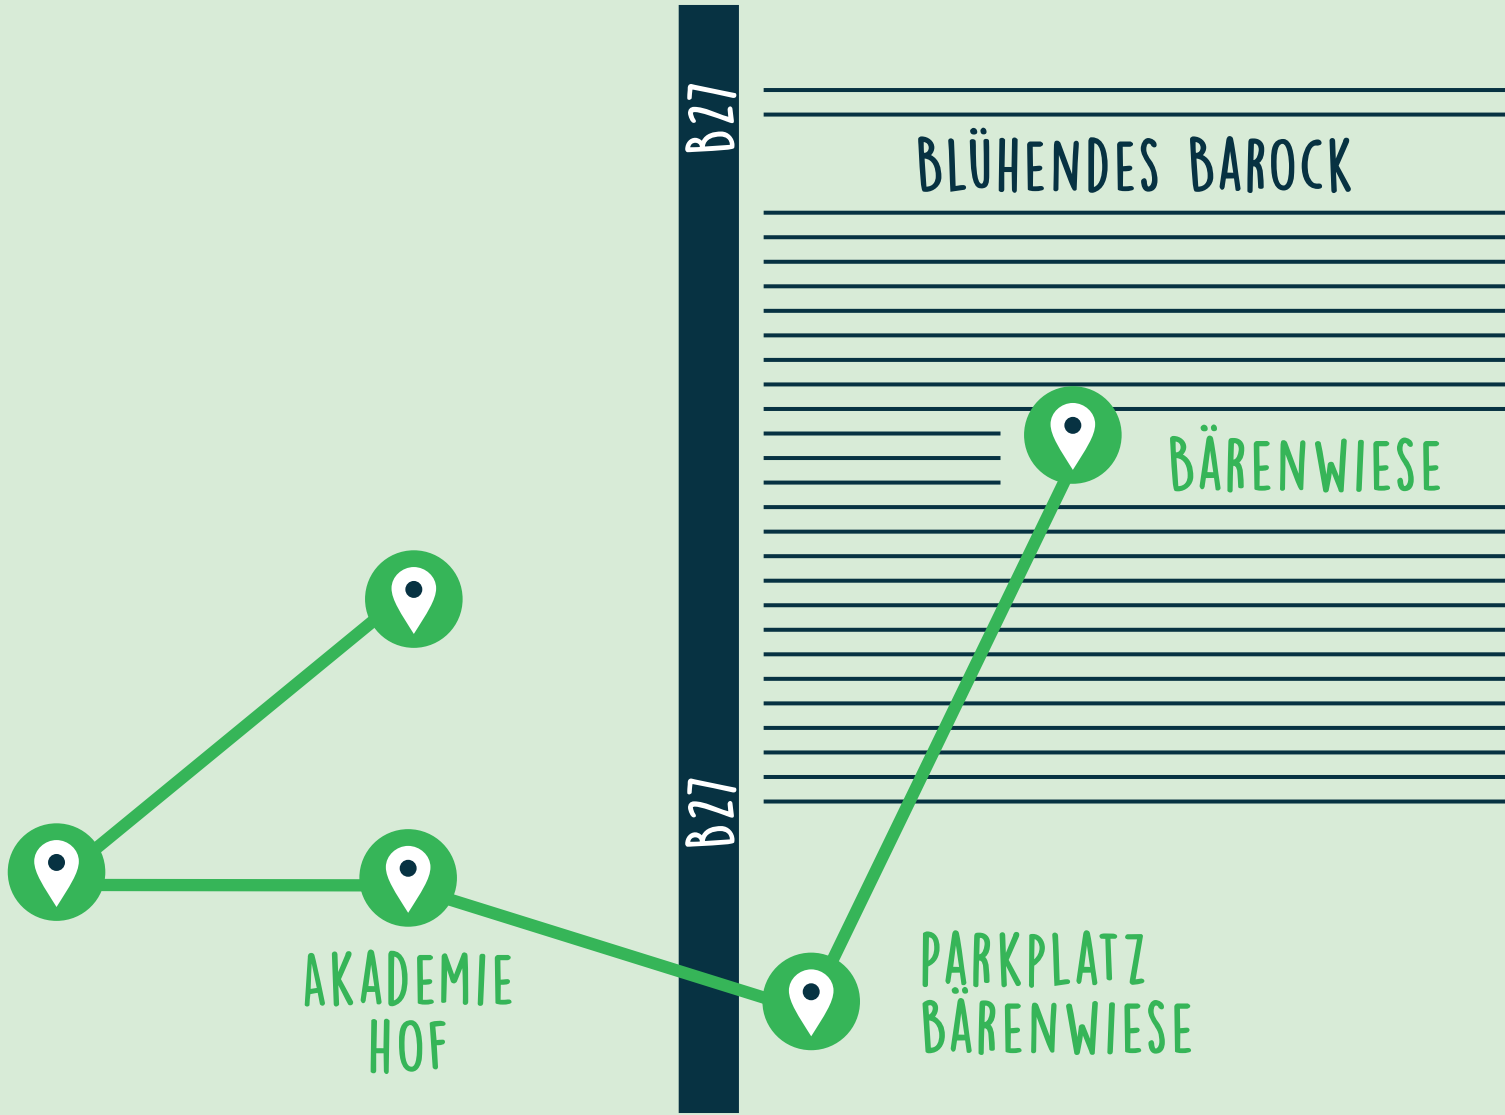 B27
BLÜHENDES BAROCK
BÄRENWIESE
B27
AKADEMIE
HOF
PARKPLATZ
BÄRENWIESE